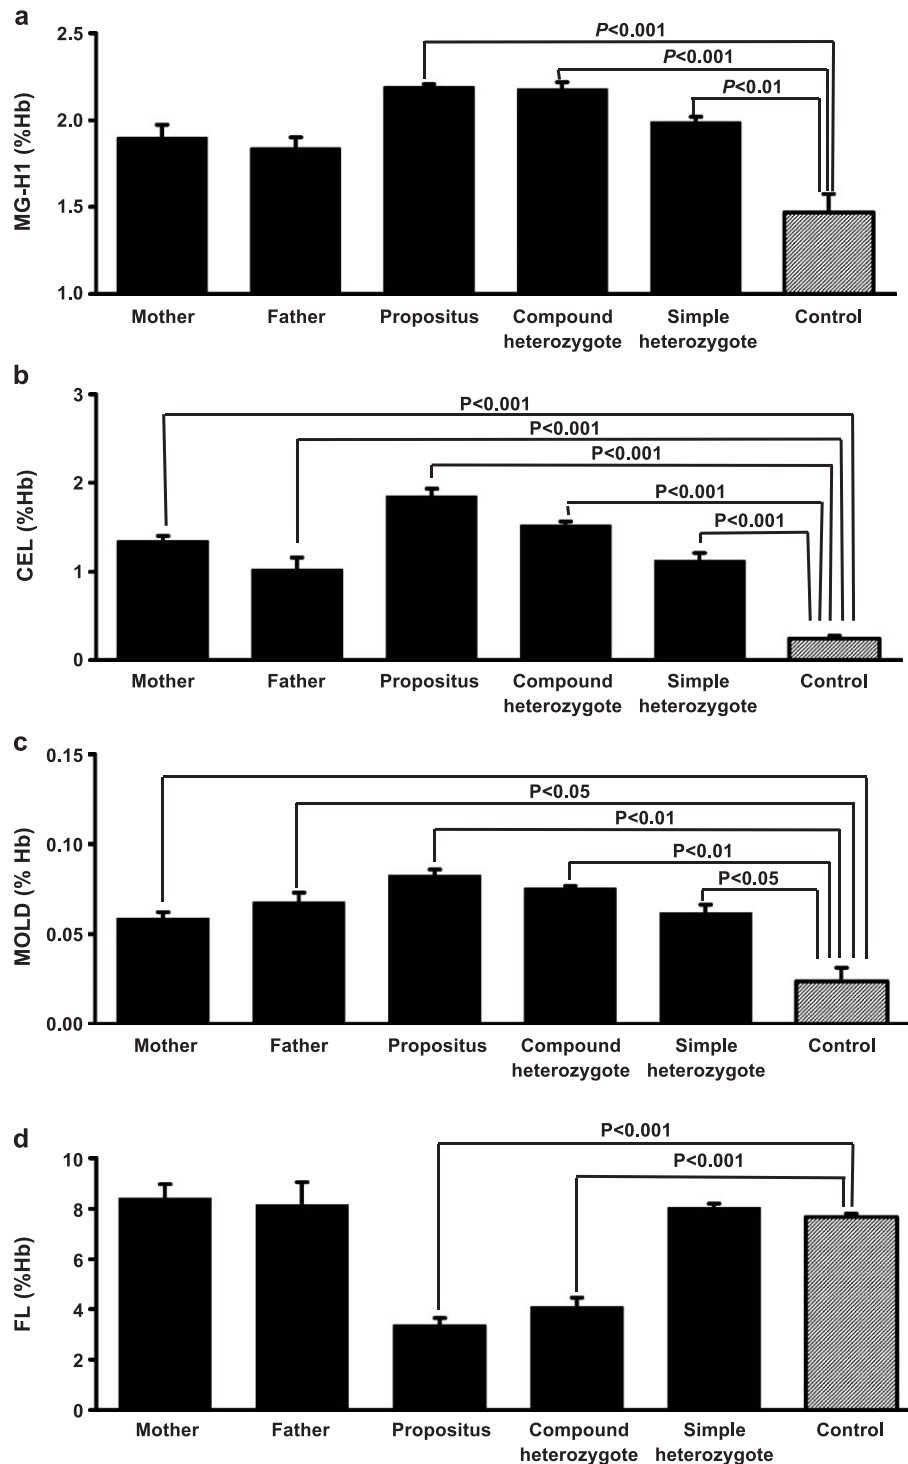 a
MG-H1 (%Hb)
2.5
2.0
1.5
1.0
P<0.001
P<0.001
P<0.01
Mother Father Propositus Compound heterozygote Simple heterozygote Control
b
CEL (%Hb)
3
2
1
0
P<0.001
P<0.001
P<0.001
P<0.001
P<0.001
Mother Father Propositus Compound heterozygote Simple heterozygote Control
c
MOLD (% Hb)
0.15
0.10
0.05
0.00
P<0.05
P<0.01
P<0.01
P<0.05
Mother Father Propositus Compound heterozygote Simple heterozygote Control
d
FL (%Hb)
10
8
6
4
2
0
P<0.001
P<0.001
Mother Father Propositus Compound heterozygote Simple heterozygote Control